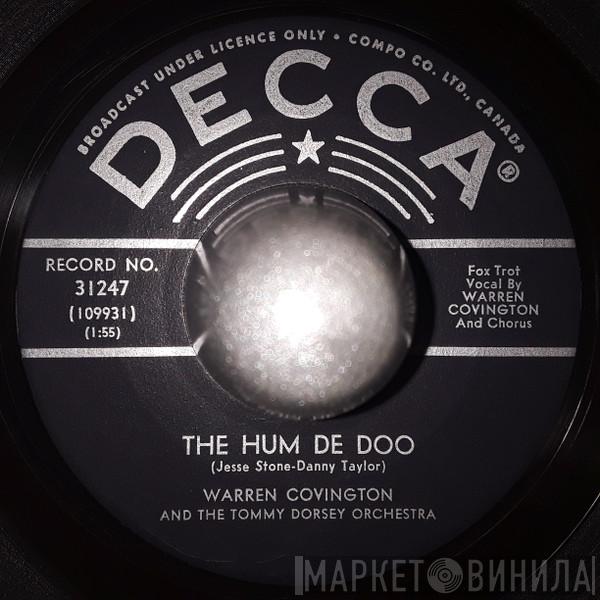 BROADCAST UNDER LICENCE ONLY • COMPO CO. LTD., CANADA
DECCA®
RECORD NO.
31247
(109931)
(1:55)
Fox Trot
Vocal By
WARREN
COVINGTON
And Chorus
THE HUM DE DOO
(Jesse Stone-Danny Taylor)
WARREN COVINGTON
AND THE TOMMY DORSEY ORCHESTRA
МАРКЕТ ВИНИЛА